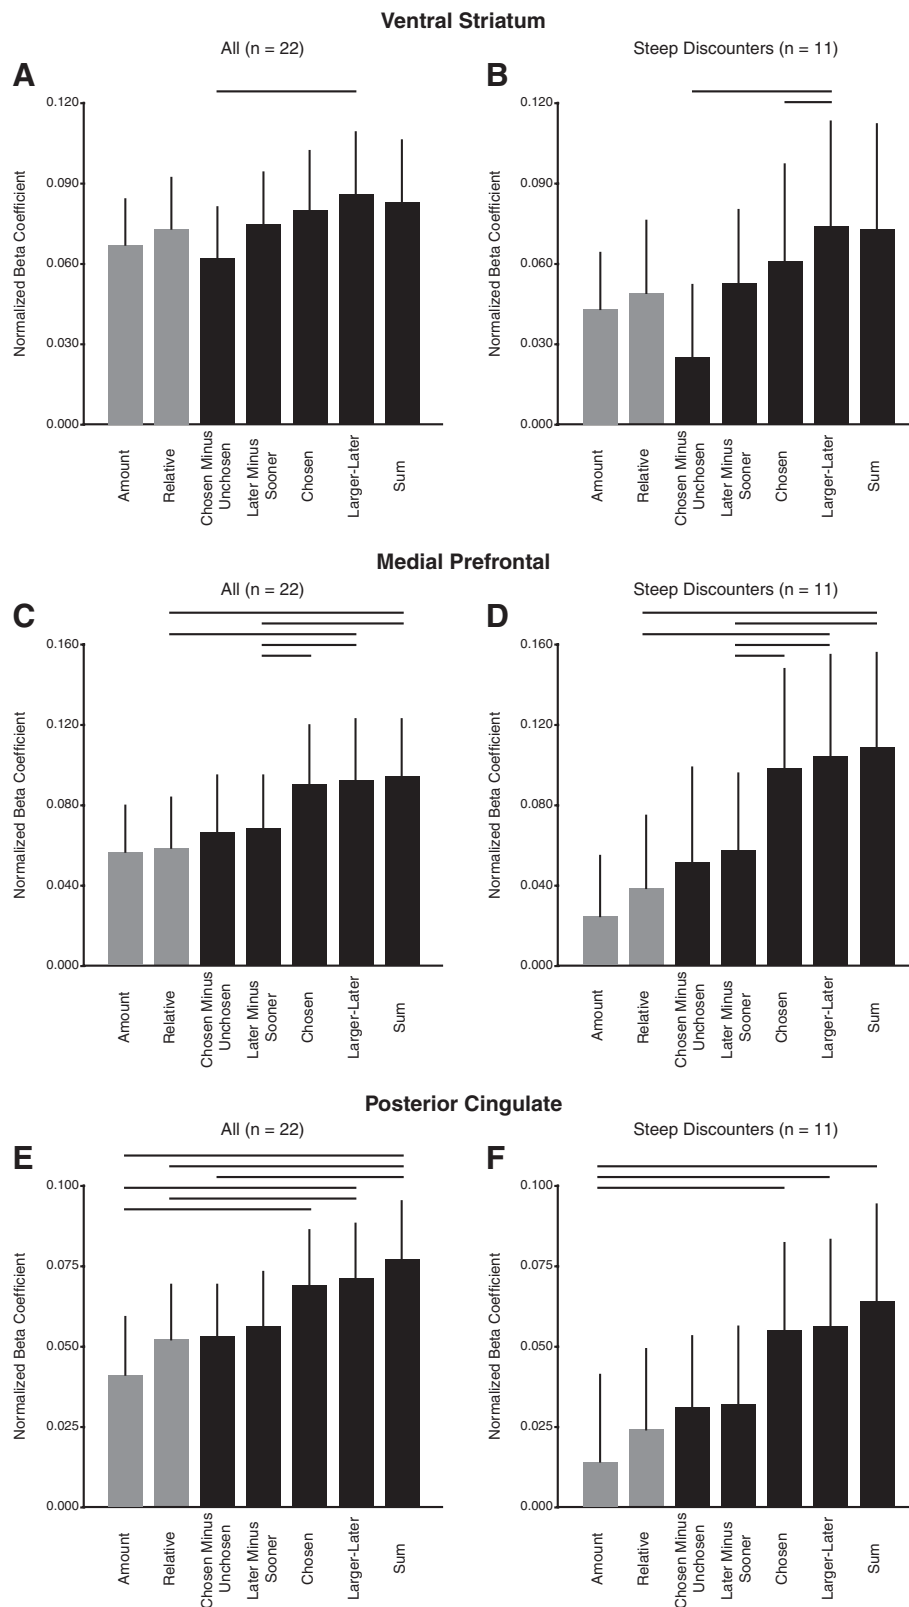 Ventral Striatum
All (n = 22)
Steep Discounters (n = 11)
A
B
Normalized Beta Coefficient
0.120
0.090
0.060
0.030
0.000
Amount
Relative
Chosen Minus
Unchosen
Later Minus
Sooner
Chosen
Larger-Later
Sum
Normalized Beta Coefficient
0.120
0.090
0.060
0.030
0.000
Amount
Relative
Chosen Minus
Unchosen
Later Minus
Sooner
Chosen
Larger-Later
Sum
Medial Prefrontal
All (n = 22)
Steep Discounters (n = 11)
C
D
Normalized Beta Coefficient
0.160
0.120
0.080
0.040
0.000
Amount
Relative
Chosen Minus
Unchosen
Later Minus
Sooner
Chosen
Larger-Later
Sum
Normalized Beta Coefficient
0.160
0.120
0.080
0.040
0.000
Amount
Relative
Chosen Minus
Unchosen
Later Minus
Sooner
Chosen
Larger-Later
Sum
Posterior Cingulate
All (n = 22)
Steep Discounters (n = 11)
E
F
Normalized Beta Coefficient
0.100
0.075
0.050
0.025
0.000
Amount
Relative
Chosen Minus
Unchosen
Later Minus
Sooner
Chosen
Larger-Later
Sum
Normalized Beta Coefficient
0.100
0.075
0.050
0.025
0.000
Amount
Relative
Chosen Minus
Unchosen
Later Minus
Sooner
Chosen
Larger-Later
Sum